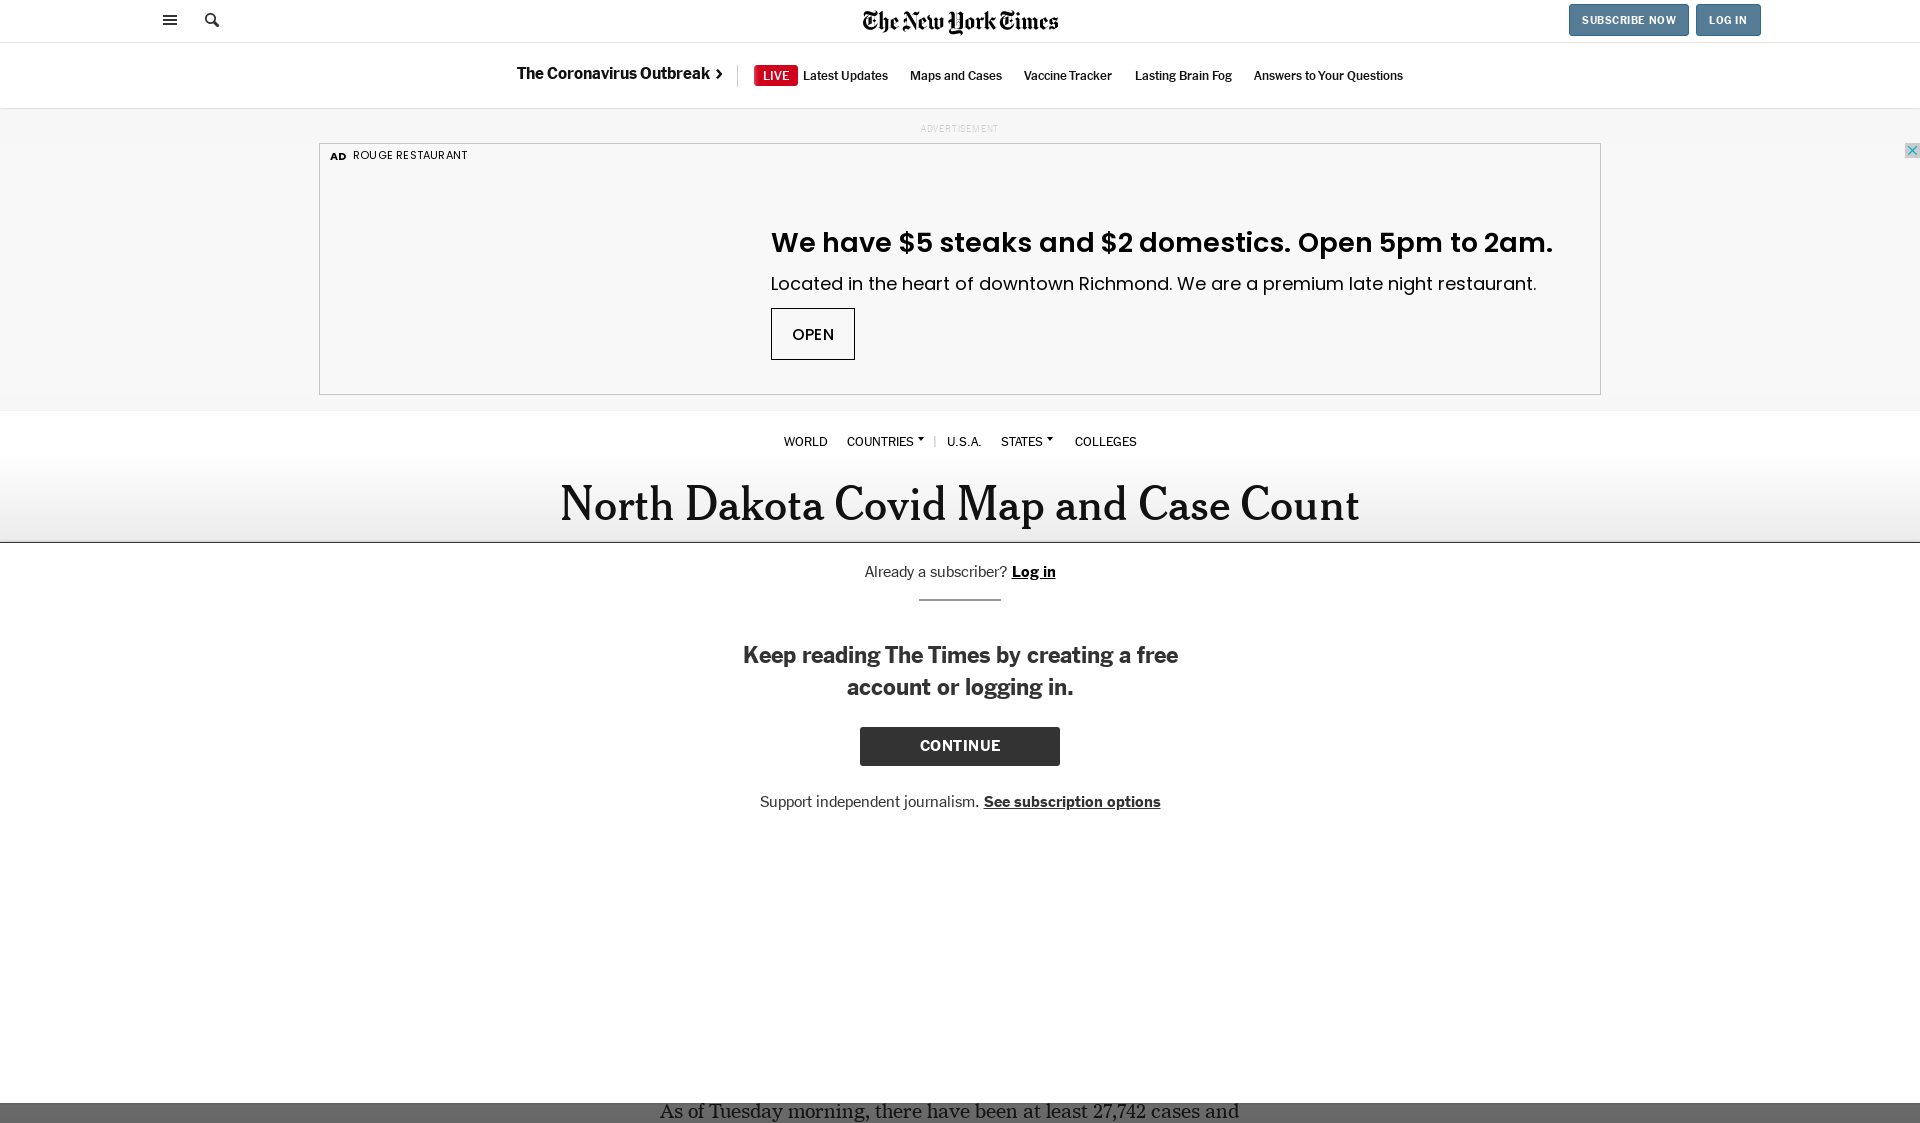 The New York Times
SUBSCRIBE NOW
LOG IN
The Coronavirus Outbreak ›
LIVE Latest Updates
Maps and Cases
Vaccine Tracker
Lasting Brain Fog
Answers to Your Questions
ADVERTISEMENT
AD ROUGE RESTAURANT
We have $5 steaks and $2 domestics. Open 5pm to 2am.
Located in the heart of downtown Richmond. We are a premium late night restaurant.
OPEN
WORLD COUNTRIES | U.S.A. STATES COLLEGES
North Dakota Covid Map and Case Count
Already a subscriber? Log in
Keep reading The Times by creating a free
account or logging in.
CONTINUE
Support independent journalism. See subscription options
As of Tuesday morning, there have been at least 27,742 cases and